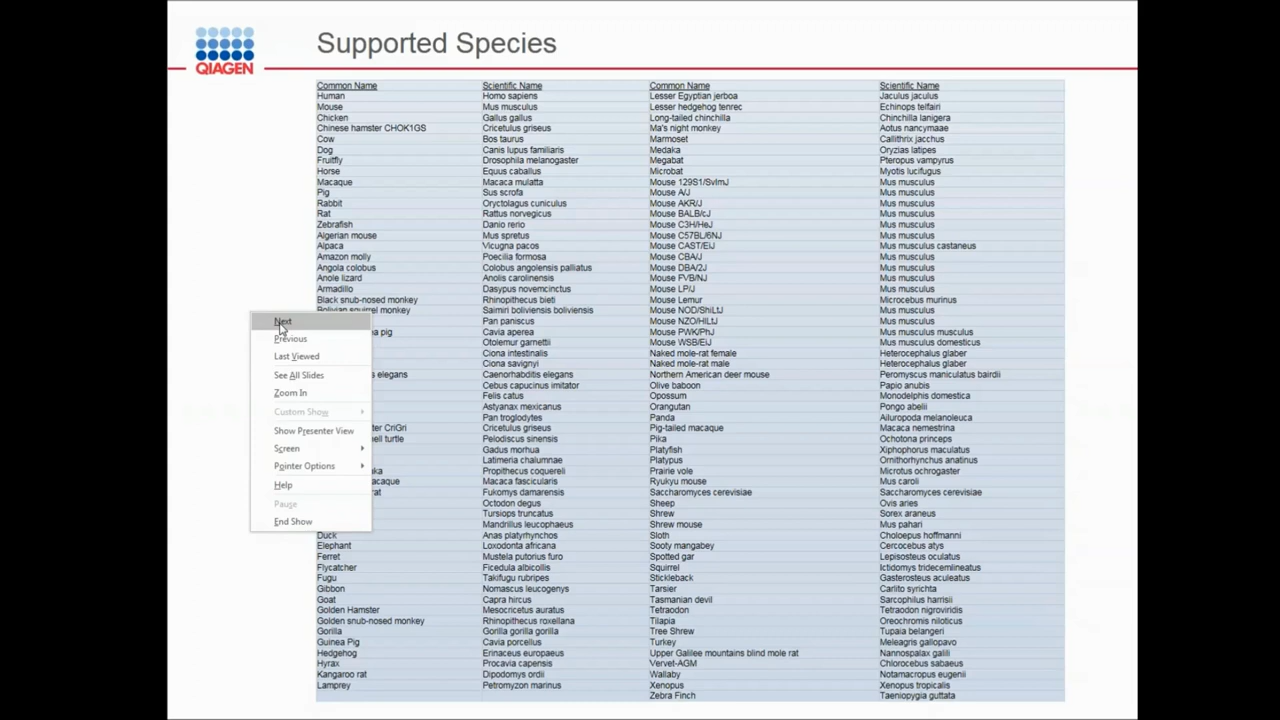 QIAGEN
Supported Species
Common Name Scientific Name Common Name Scientific Name
Human Homo sapiens Lesser Egyptian jerboa Jaculus jaculus
Mouse Mus musculus Lesser hedgehog tenrec Echinops telfairi
Chicken Gallus gallus Long-tailed chinchilla Chinchilla lanigera
Chinese hamster CHOK1GS Cricetulus griseus Ma's night monkey Aotus nancymaae
Cow Bos taurus Marmoset Callithrix jacchus
Dog Canis lupus familiaris Medaka Oryzias latipes
Fruitfly Drosophila melanogaster Megabat Pteropus vampyrus
Horse Equus caballus Microbat Myotis lucifugus
Macaque Macaca mulatta Mouse 129S1/SvImJ Mus musculus
Pig Sus scrofa Mouse A/J Mus musculus
Rabbit Oryctolagus cuniculus Mouse AKR/J Mus musculus
Rat Rattus norvegicus Mouse BALB/cJ Mus musculus
Zebrafish Danio rerio Mouse C3H/HeJ Mus musculus
Algerian mouse Mus spretus Mouse C57BL/6NJ Mus musculus
Alpaca Vicugna pacos Mouse CAST/EiJ Mus musculus castaneus
Amazon molly Poecilia formosa Mouse CBA/J Mus musculus
Angola colobus Colobus angolensis palliatus Mouse DBA/2J Mus musculus
Anole lizard Anolis carolinensis Mouse FVB/NJ Mus musculus
Armadillo Dasypus novemcinctus Mouse LP/J Mus musculus
Black snub-nosed monkey Rhinopithecus bieti Mouse Lemur Microcebus murinus
Bolivian squirrel monkey Saimiri boliviensis boliviensis Mouse NOD/ShiLtJ Mus musculus
Next Pan paniscus Mouse NZO/HILtJ Mus musculus
ea pig Cavia aperea Mouse PWK/PhJ Mus musculus musculus
Previous Otolemur garnettii Mouse WSB/EiJ Mus musculus domesticus
Last Viewed Ciona intestinalis Naked mole-rat female Heterocephalus glaber
Ciona savignyi Naked mole-rat male Heterocephalus glaber
See All Slides elegans Caenorhabditis elegans Northern American deer mouse Peromyscus maniculatus bairdii
Cebus capucinus imitator Olive baboon Papio anubis
Zoom In Felis catus Opossum Monodelphis domestica
Astyanax mexicanus Orangutan Pongo abelii
Custom Show Pan troglodytes Panda Ailuropoda melanoleuca
Show Presenter View ter CriGri Cricetulus griseus Pig-tailed macaque Macaca nemestrina
ell turtle Pelodiscus sinensis Pika Ochotona princeps
Screen Gadus morhua Platyfish Xiphophorus maculatus
Latimeria chalumnae Platypus Ornithorhynchus anatinus
Pointer Options aka Propithecus coquereli Prairie vole Microtus ochrogaster
acaque Macaca fascicularis Ryukyu mouse Mus caroli
Help rat Fukomys damarensis Saccharomyces cerevisiae Saccharomyces cerevisiae
Pause Octodon degus Sheep Ovis aries
Tursiops truncatus Shrew Sorex araneus
End Show Mandrillus leucophaeus Shrew mouse Mus pahari
Duck Anas platyrhynchos Sloth Choloepus hoffmanni
Elephant Loxodonta africana Sooty mangabey Cercocebus atys
Ferret Mustela putorius furo Spotted gar Lepisosteus oculatus
Flycatcher Ficedula albicollis Squirrel Ictidomys tridecemlineatus
Fugu Takifugu rubripes Stickleback Gasterosteus aculeatus
Gibbon Nomascus leucogenys Tarsier Carlito syrichta
Goat Capra hircus Tasmanian devil Sarcophilus harrisii
Golden Hamster Mesocricetus auratus Tetraodon Tetraodon nigroviridis
Golden snub-nosed monkey Rhinopithecus roxellana Tilapia Oreochromis niloticus
Gorilla Gorilla gorilla gorilla Tree Shrew Tupaia belangeri
Guinea Pig Cavia porcellus Turkey Meleagris gallopavo
Hedgehog Erinaceus europaeus Upper Galilee mountains blind mole rat Nannospalax galili
Hyrax Procavia capensis Vervet-AGM Chlorocebus sabaeus
Kangaroo rat Dipodomys ordii Wallaby Notamacropus eugenii
Lamprey Petromyzon marinus Xenopus Xenopus tropicalis
Zebra Finch Taeniopygia guttata